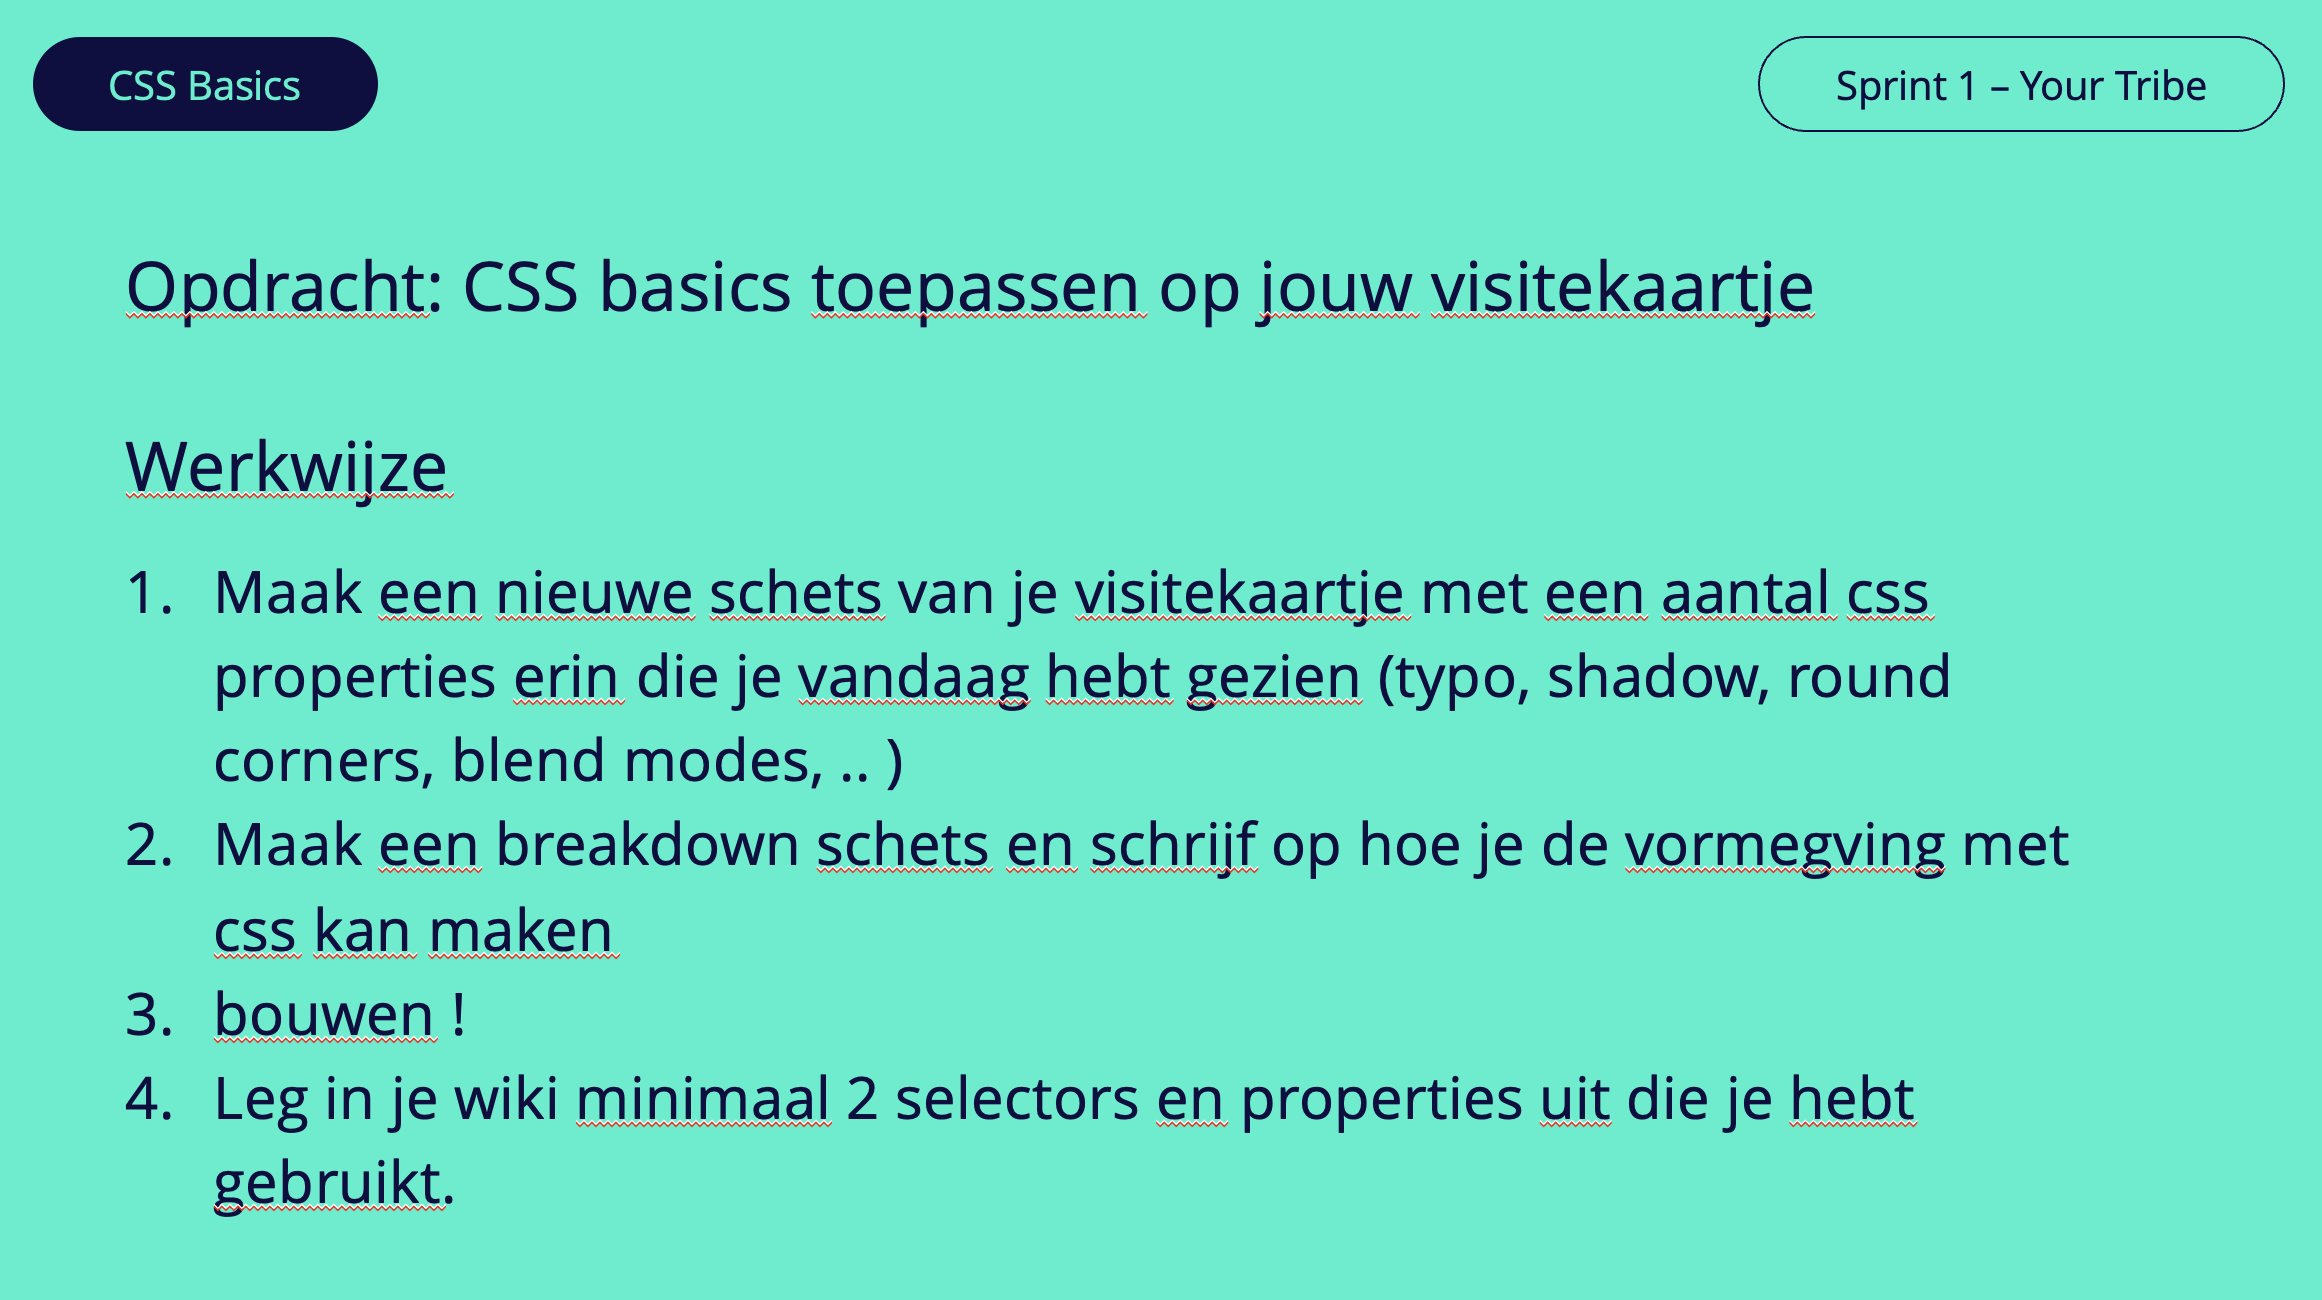 CSS Basics
Sprint 1 – Your Tribe
Opdracht: CSS basics toepassen op jouw visitekaartje
Werkwijze
1. Maak een nieuwe schets van je visitekaartje met een aantal css
properties erin die je vandaag hebt gezien (typo, shadow, round
corners, blend modes, .. )
2. Maak een breakdown schets en schrijf op hoe je de vormegving met
css kan maken
3. bouwen !
4. Leg in je wiki minimaal 2 selectors en properties uit die je hebt
gebruikt.